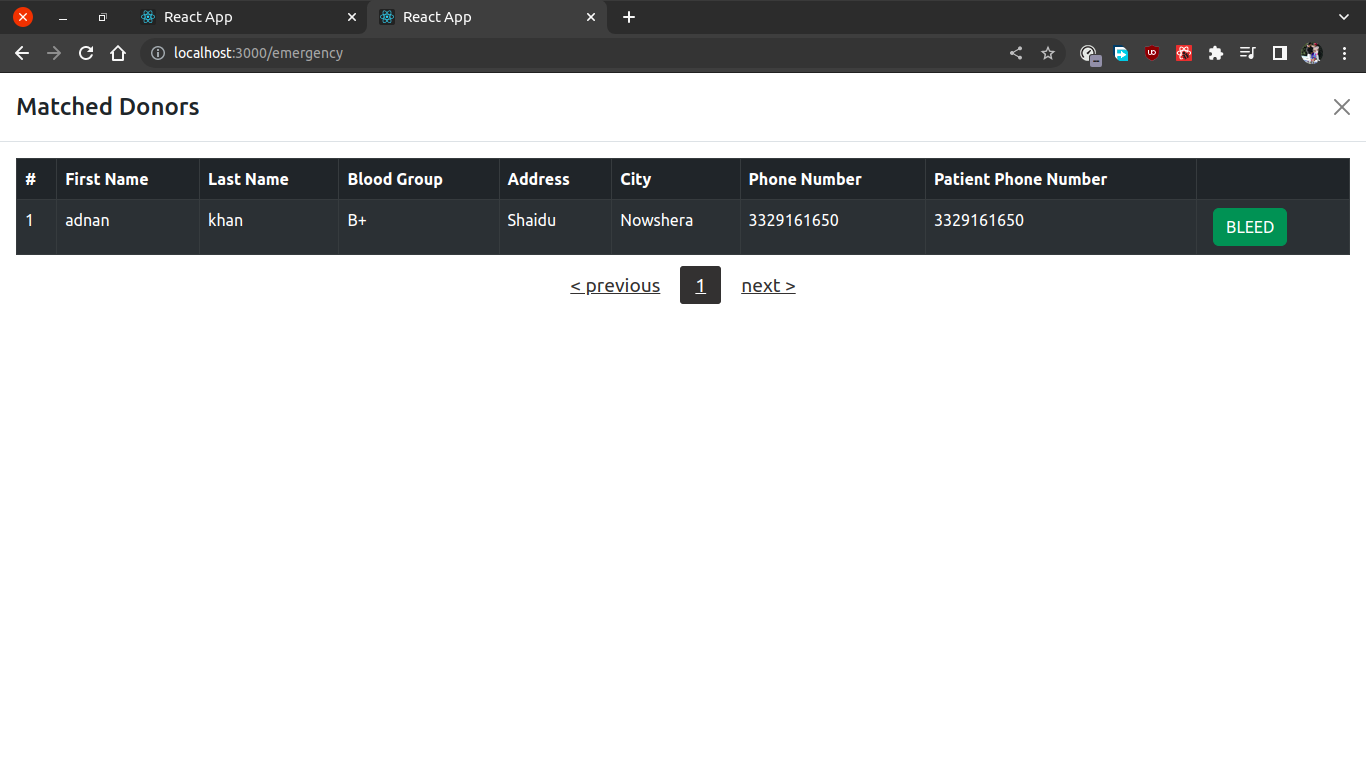 React App
React App
localhost:3000/emergency
Matched Donors
# First Name Last Name Blood Group Address City Phone Number Patient Phone Number
1 adnan khan B+ Shaidu Nowshera 3329161650 3329161650 BLEED
< previous 1 next >